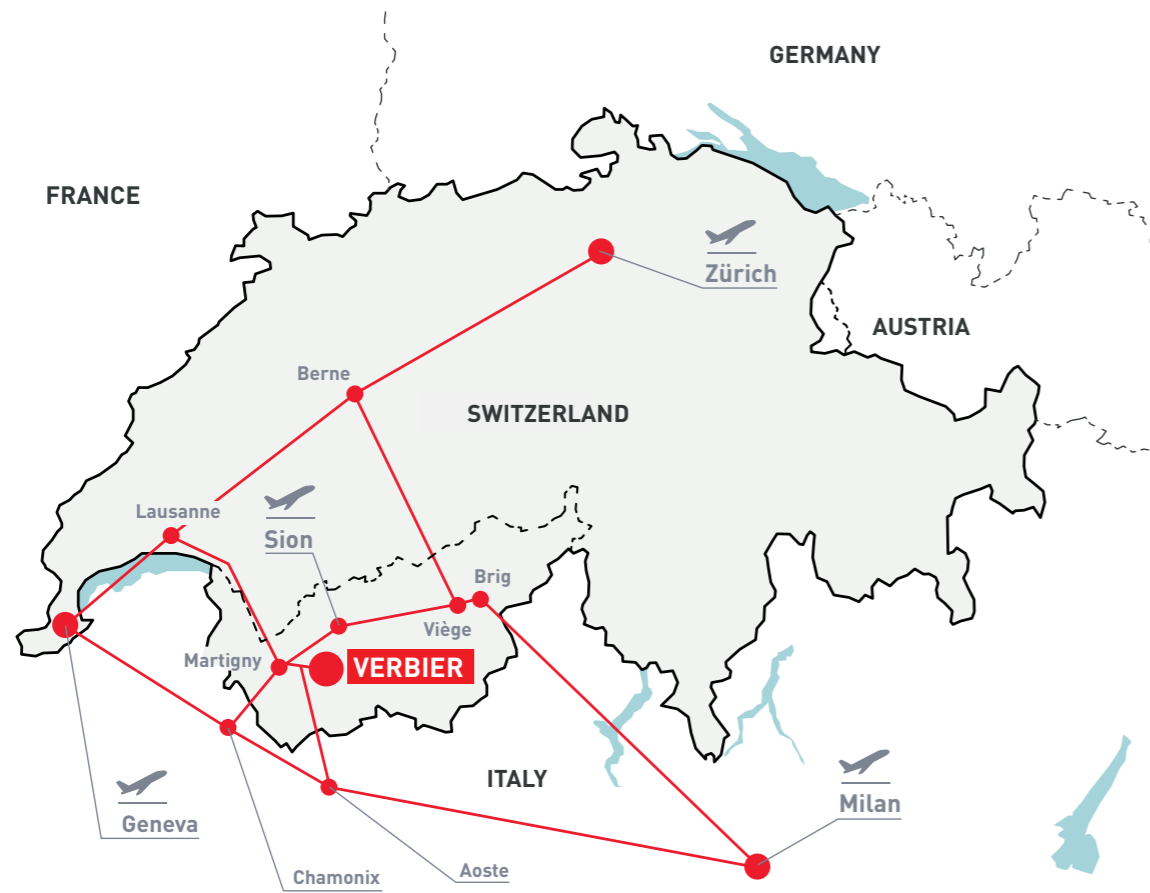 GERMANY
FRANCE
Zürich
AUSTRIA
Berne
SWITZERLAND
Lausanne
Sion
Brig
Viège
Martigny
VERBIER
ITALY
Milan
Geneva
Aoste
Chamonix